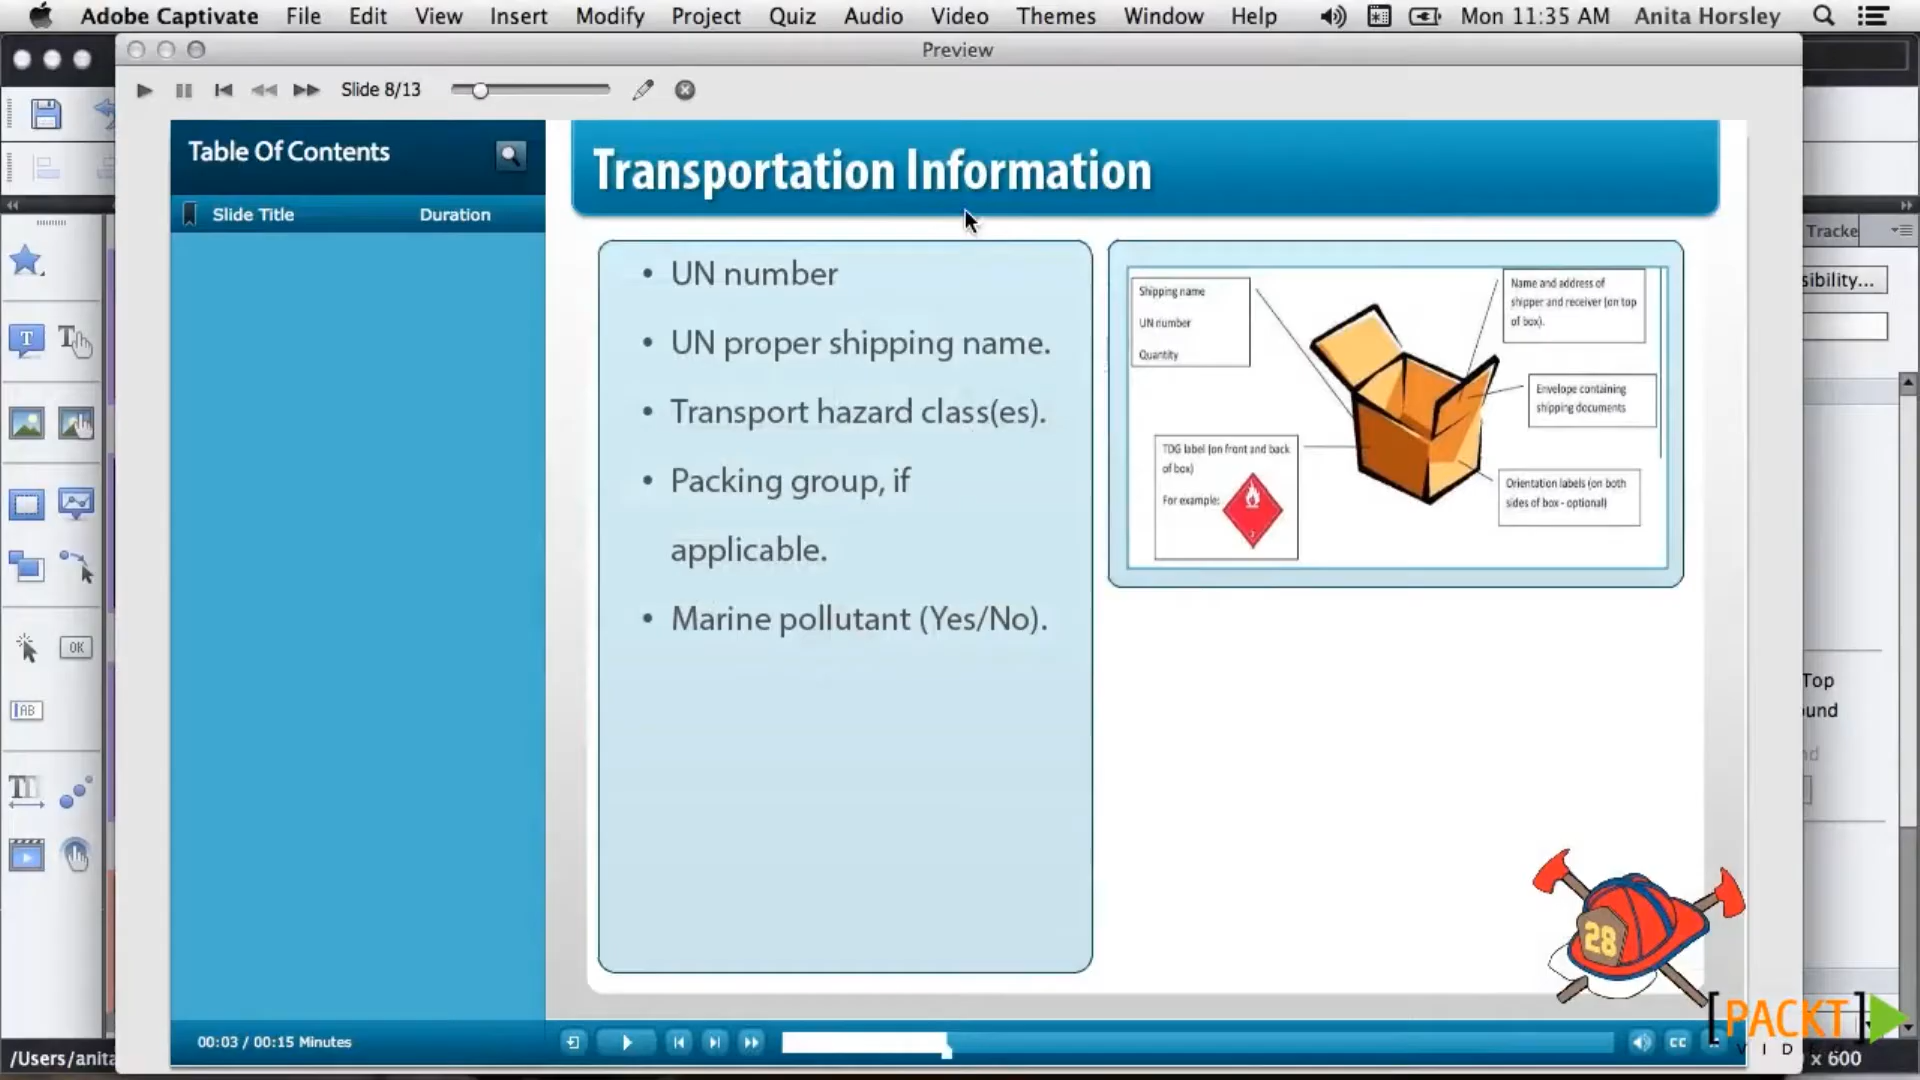 Adobe Captivate File Edit View Insert Modify Project Quiz Audio Video Themes Window Help Mon 11:35 AM Anita Horsley
Preview
Slide 8/13
Table Of Contents
Slide Title Duration
Transportation Information
• UN number
• UN proper shipping name.
• Transport hazard class(es).
• Packing group, if
applicable.
• Marine pollutant (Yes/No).
Shipping name
UN number
Quantity
Name and address of
shipper and receiver (on top
of box).
Envelope containing
shipping documents
TDG label (on front and back
of box)
For example:
Orientation labels (on both
sides of box - optional)
28
Tracke
sibility...
Top
und
nd
T
T
OK
AB
TT
00:03 / 00:15 Minutes
CC
[PACKT]
VIDE
/Users/anita
x 600